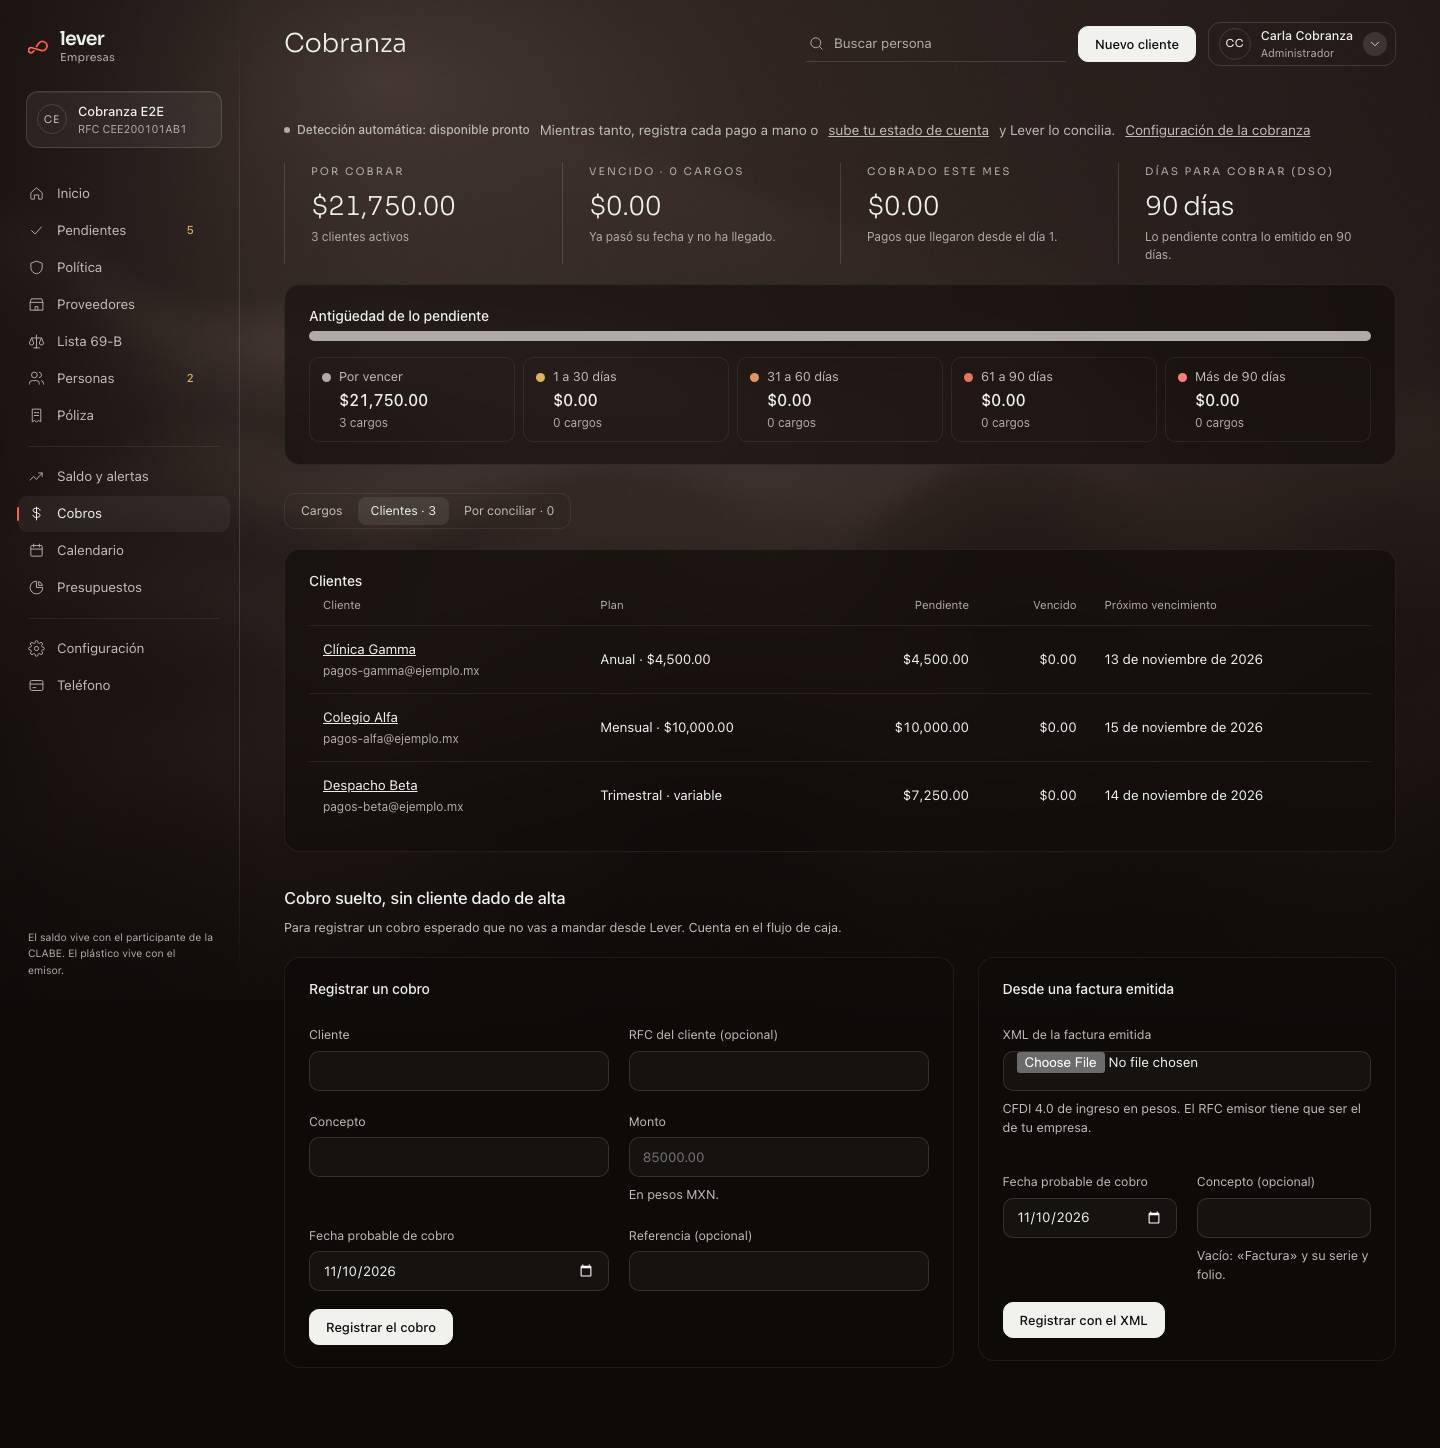 lever
Empresas
CE
Cobranza E2E
RFC CEE200101AB1
Inicio
Pendientes 5
Política
Proveedores
Lista 69-B
Personas 2
Póliza
Saldo y alertas
Cobros
Calendario
Presupuestos
Configuración
Teléfono
El saldo vive con el participante de la
CLABE. El plástico vive con el
emisor.
Cobranza
Buscar persona
Nuevo cliente
CC
Carla Cobranza
Administrador
Detección automática: disponible pronto Mientras tanto, registra cada pago a mano o sube tu estado de cuenta y Lever lo concilia. Configuración de la cobranza
POR COBRAR
$21,750.00
3 clientes activos
VENCIDO · 0 CARGOS
$0.00
Ya pasó su fecha y no ha llegado.
COBRADO ESTE MES
$0.00
Pagos que llegaron desde el día 1.
DÍAS PARA COBRAR (DSO)
90 días
Lo pendiente contra lo emitido en 90
días.
Antigüedad de lo pendiente
Por vencer
$21,750.00
3 cargos
1 a 30 días
$0.00
0 cargos
31 a 60 días
$0.00
0 cargos
61 a 90 días
$0.00
0 cargos
Más de 90 días
$0.00
0 cargos
Cargos Clientes · 3 Por conciliar · 0
Clientes
Cliente Plan Pendiente Vencido Próximo vencimiento
Clínica Gamma
pagos-gamma@ejemplo.mx
Anual · $4,500.00 $4,500.00 $0.00 13 de noviembre de 2026
Colegio Alfa
pagos-alfa@ejemplo.mx
Mensual · $10,000.00 $10,000.00 $0.00 15 de noviembre de 2026
Despacho Beta
pagos-beta@ejemplo.mx
Trimestral · variable $7,250.00 $0.00 14 de noviembre de 2026
Cobro suelto, sin cliente dado de alta
Para registrar un cobro esperado que no vas a mandar desde Lever. Cuenta en el flujo de caja.
Registrar un cobro
Cliente
RFC del cliente (opcional)
Concepto
Monto
85000.00
En pesos MXN.
Fecha probable de cobro
11/10/2026
Referencia (opcional)
Registrar el cobro
Desde una factura emitida
XML de la factura emitida
Choose File No file chosen
CFDI 4.0 de ingreso en pesos. El RFC emisor tiene que ser el
de tu empresa.
Fecha probable de cobro
11/10/2026
Concepto (opcional)
Vacío: «Factura» y su serie y
folio.
Registrar con el XML